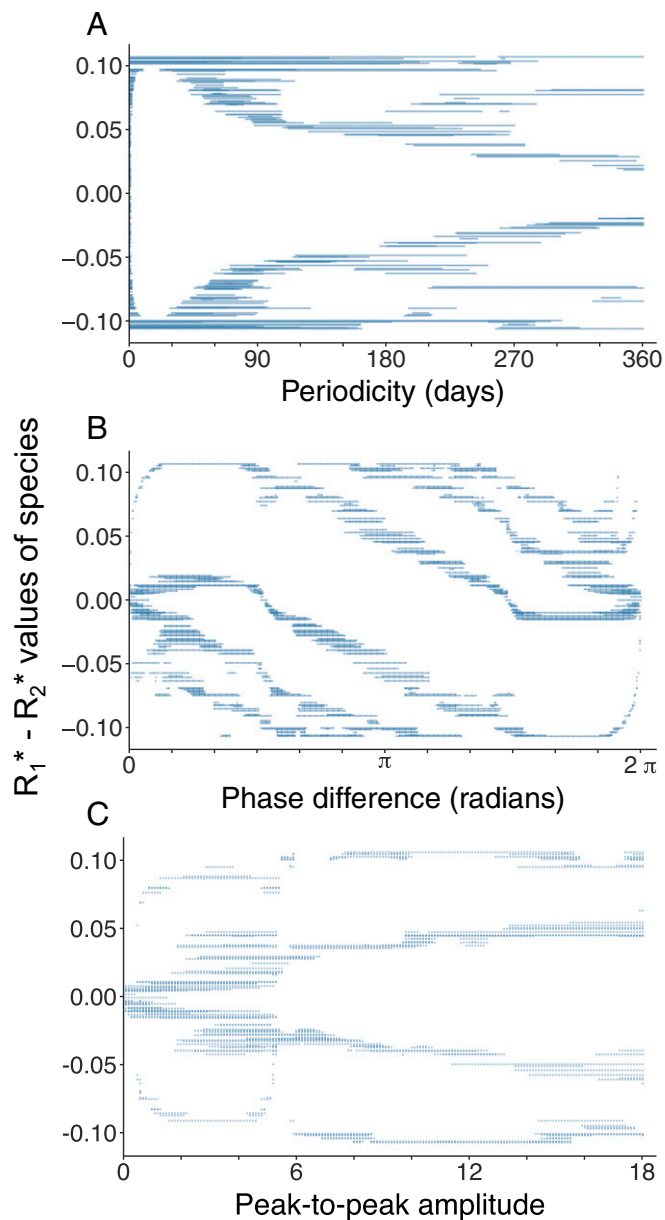 A
0.10
0.05
0.00
−0.05
−0.10
0 90 180 270 360
Periodicity (days)
R1* - R2* values of species
B
0.10
0.05
0.00
−0.05
−0.10
0 π 2 π
Phase difference (radians)
C
0.10
0.05
0.00
-0.05
-0.10
0 6 12 18
Peak-to-peak amplitude